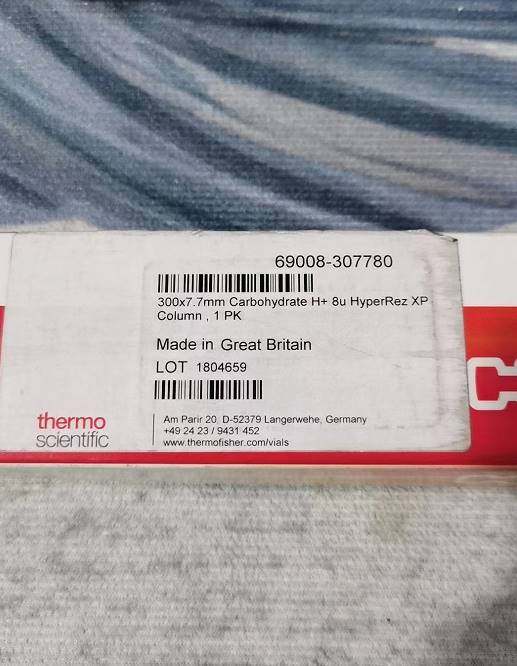 69008-307780
300x7.7mm Carbohydrate H+ 8u HyperRez XP
Column , 1 PK
Made in Great Britain
LOT 1804659
thermo
scientific
Am Parir 20, D-52379 Langerwehe, Germany
+49 24 23 / 9431 452
www.thermofisher.com/vials